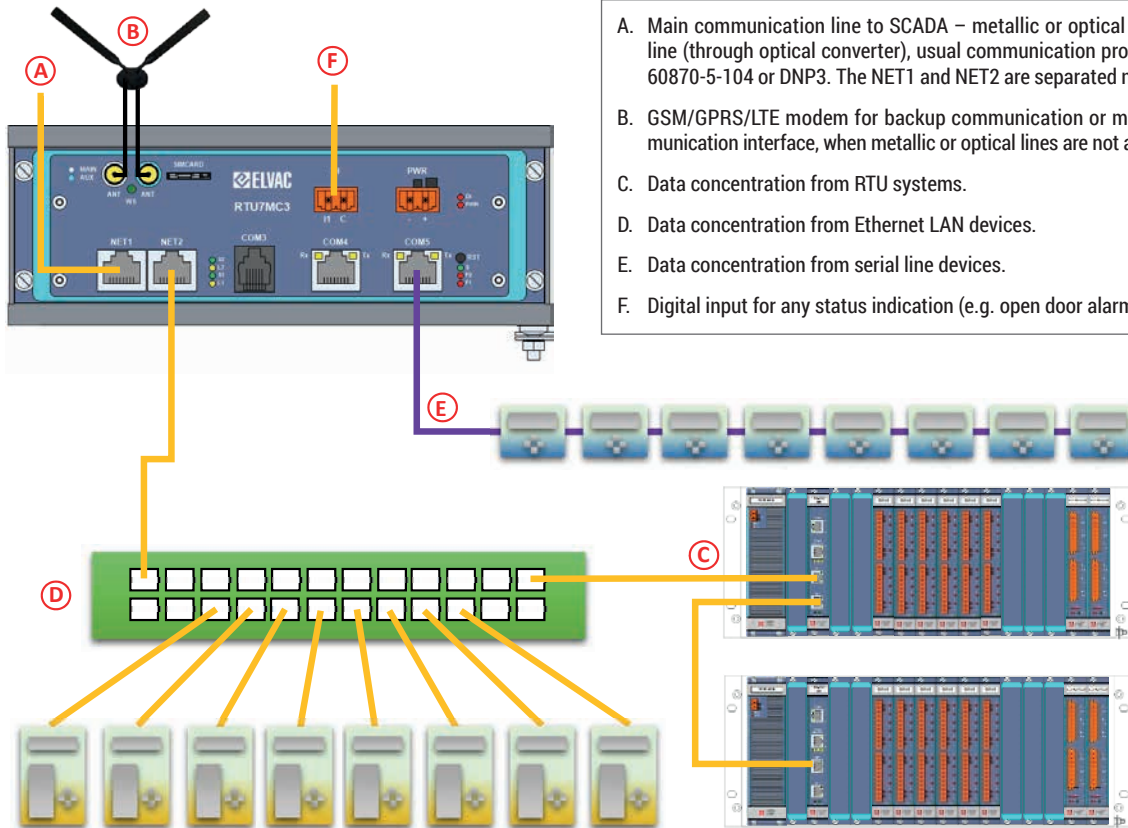 A. Main communication line to SCADA – metallic or optical
line (through optical converter), usual communication pro
60870-5-104 or DNP3. The NET1 and NET2 are separated
B. GSM/GPRS/LTE modem for backup communication or m
munication interface, when metallic or optical lines are not a
C. Data concentration from RTU systems.
D. Data concentration from Ethernet LAN devices.
E. Data concentration from serial line devices.
F. Digital input for any status indication (e.g. open door alarm
B
A
F
MAIN
AUX
SIMCARD
ANT
ANT
WS
ELVAC
RTU7MC3
PWR
I1 C
- +
NET1
NET2
COM3
COM4
COM5
Rx
Tx
Rx
Tx
RST
E
C
D